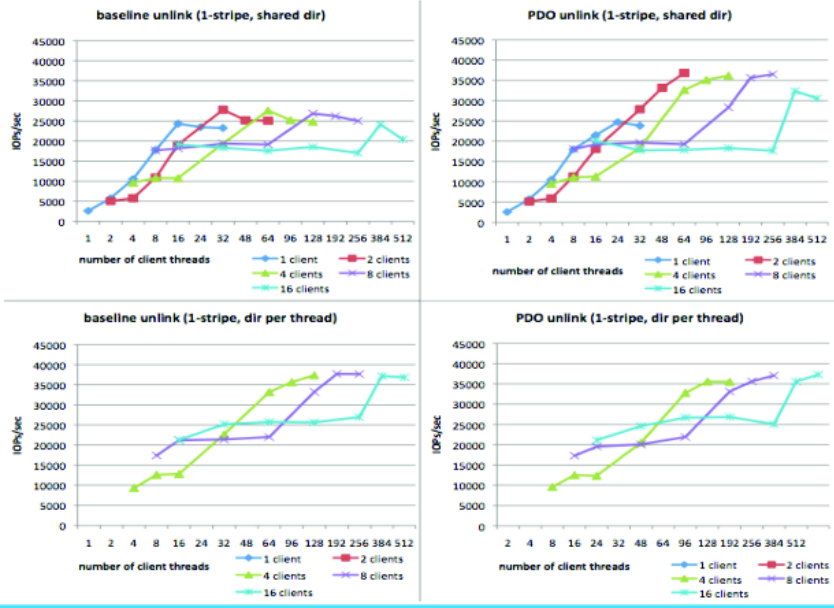 baseline unlink (1-stripe, shared dir)
45000
40000
35000
30000
25000
20000
15000
10000
5000
0
IOPs/sec
1 2 4 8 16 24 32 48 64 96 128 192 256 384 512
number of client threads
1 client
2 clients
4 clients
8 clients
16 clients
PDO unlink (1-stripe, shared dir)
45000
40000
35000
30000
25000
20000
15000
10000
5000
0
IOPs/sec
1 2 4 8 16 24 32 48 64 96 128 192 256 384 512
number of client threads
1 client
2 clients
4 clients
8 clients
16 clients
baseline unlink (1-stripe, dir per thread)
45000
40000
35000
30000
25000
20000
15000
10000
5000
0
IOPs/sec
1 2 4 8 16 24 32 48 64 96 128 192 256 384 512
number of client threads
1 client
2 clients
4 clients
8 clients
16 clients
PDO unlink (1-stripe, dir per thread)
45000
40000
35000
30000
25000
20000
15000
10000
5000
0
IOPs/sec
2 4 8 16 24 32 48 64 96 128 192 256 384 512
number of client threads
1 client
2 clients
4 clients
8 clients
16 clients